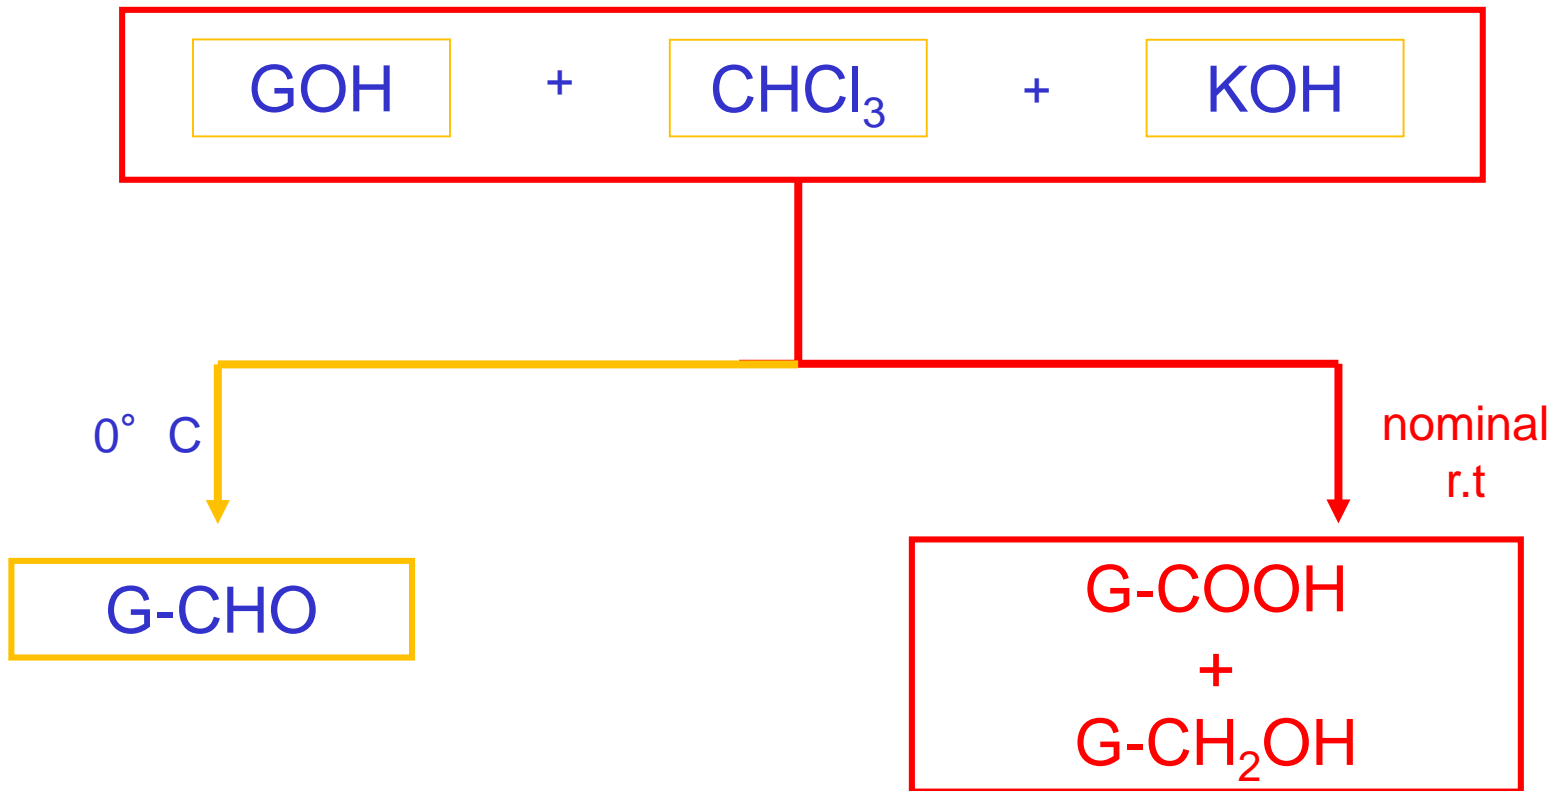 GOH + CHCl₃ + KOH
0° C
nominal
r.t
G-CHO
G-COOH
+
G-CH₂OH